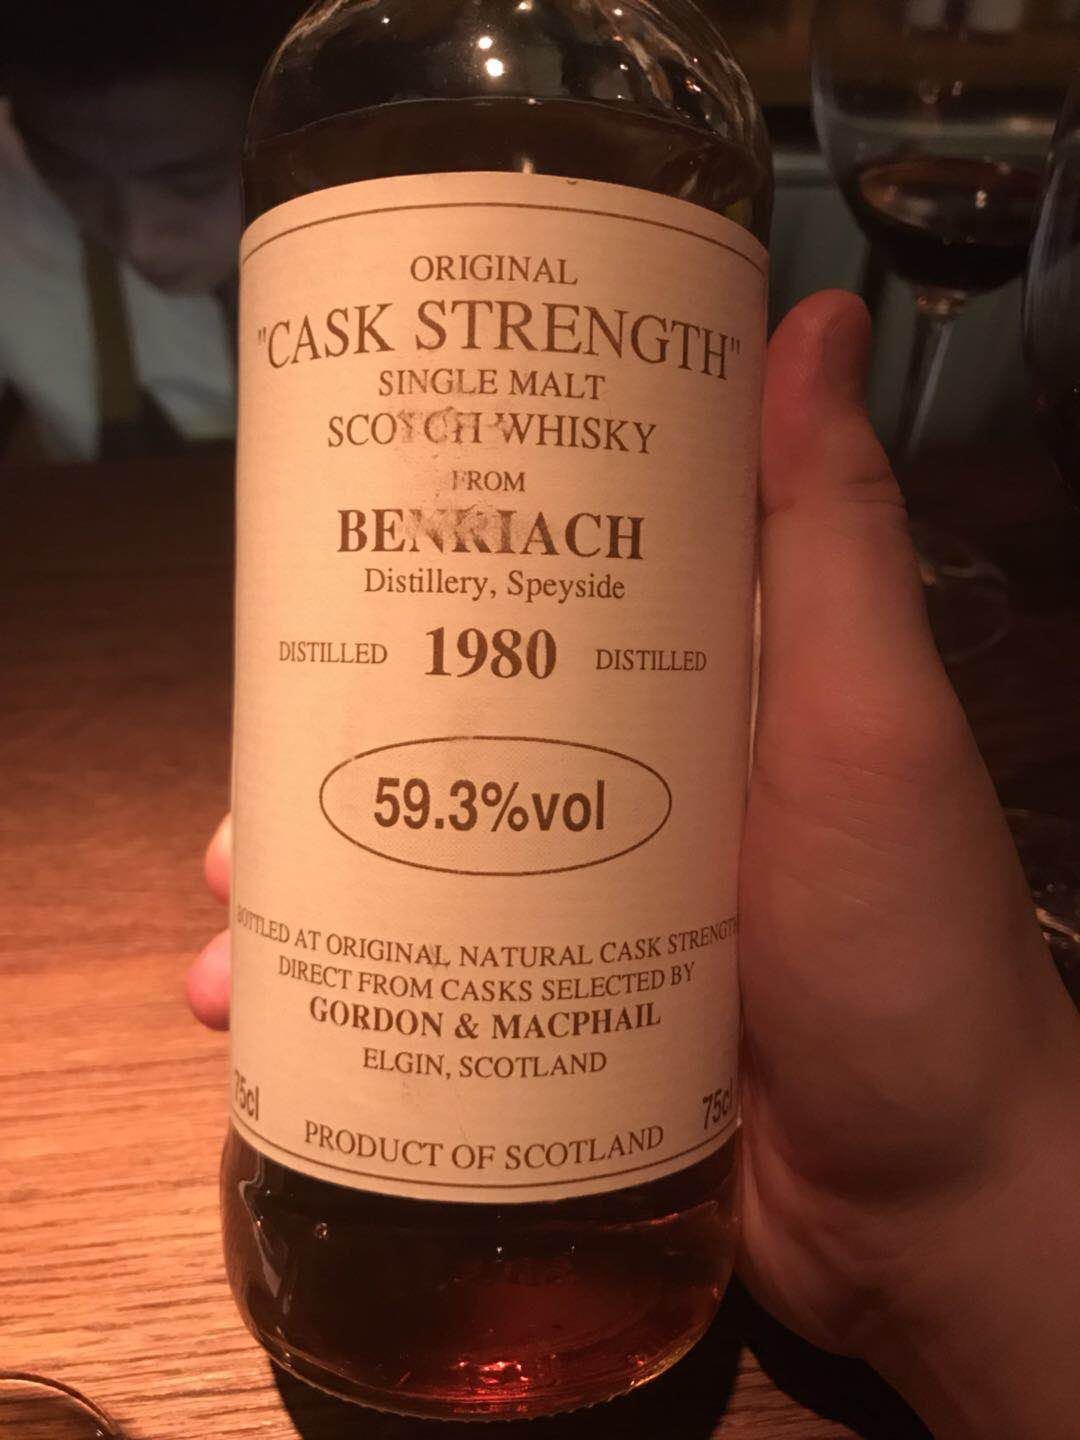 ORIGINAL
"CASK STRENGTH"
SINGLE MALT
SCOTCH WHISKY
FROM
BENRIACH
Distillery, Speyside
DISTILLED 1980 DISTILLED
59.3%vol
BOTTLED AT ORIGINAL NATURAL CASK STRENGTH
DIRECT FROM CASKS SELECTED BY
GORDON & MACPHAIL
ELGIN, SCOTLAND
75cl 75cl
PRODUCT OF SCOTLAND